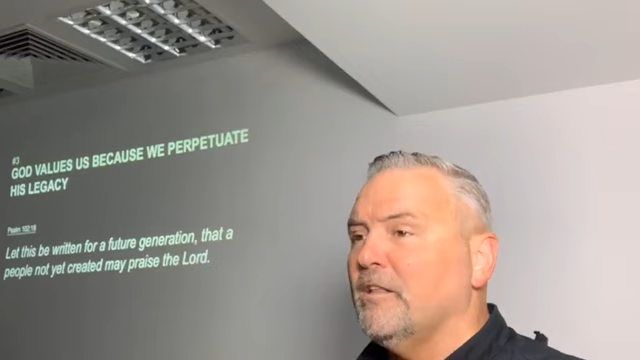 #3
GOD VALUES US BECAUSE WE PERPETUATE
HIS LEGACY
Psalm 102:18
Let this be written for a future generation, that a
people not yet created may praise the Lord.